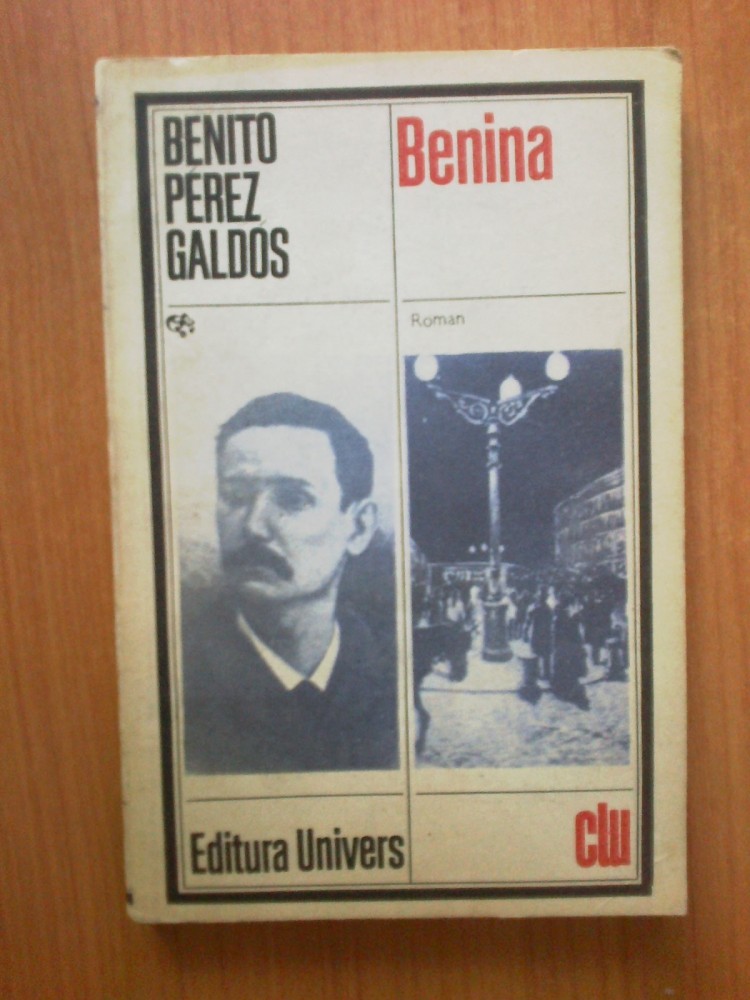 BENITO
PÉREZ
GALDÓS
Benina
Roman
Editura Univers
clu